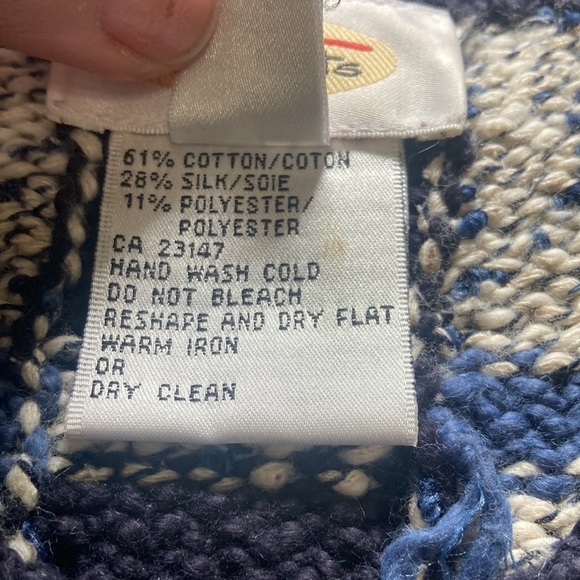 61% COTTON/COTON
28% SILK/SOIE
11% POLYESTER/
POLYESTER
CA 23147
HAND WASH COLD
DO NOT BLEACH
RESHAPE AND DRY FLAT
WARM IRON
OR
DRY CLEAN